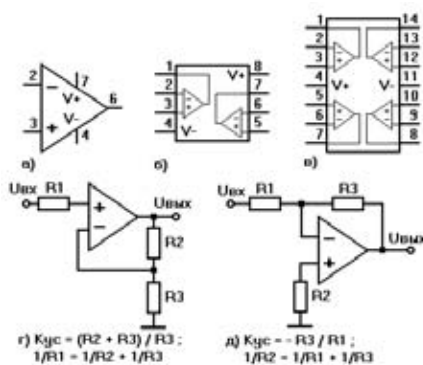 2
3
7
V+
V-
4
6
а)
1
2
3
4
V+
V-
8
7
6
5
б)
1
2
3
4
5
6
7
V+
V-
14
13
12
11
10
9
8
в)
Uвх R1
R2
R3
Uвых
г) Кус = (R2 + R3) / R3 ;
1/R1 = 1/R2 + 1/R3
Uвх R1
R3
R2
Uвых
д) Кус = - R3 / R1 ;
1/R2 = 1/R1 + 1/R3